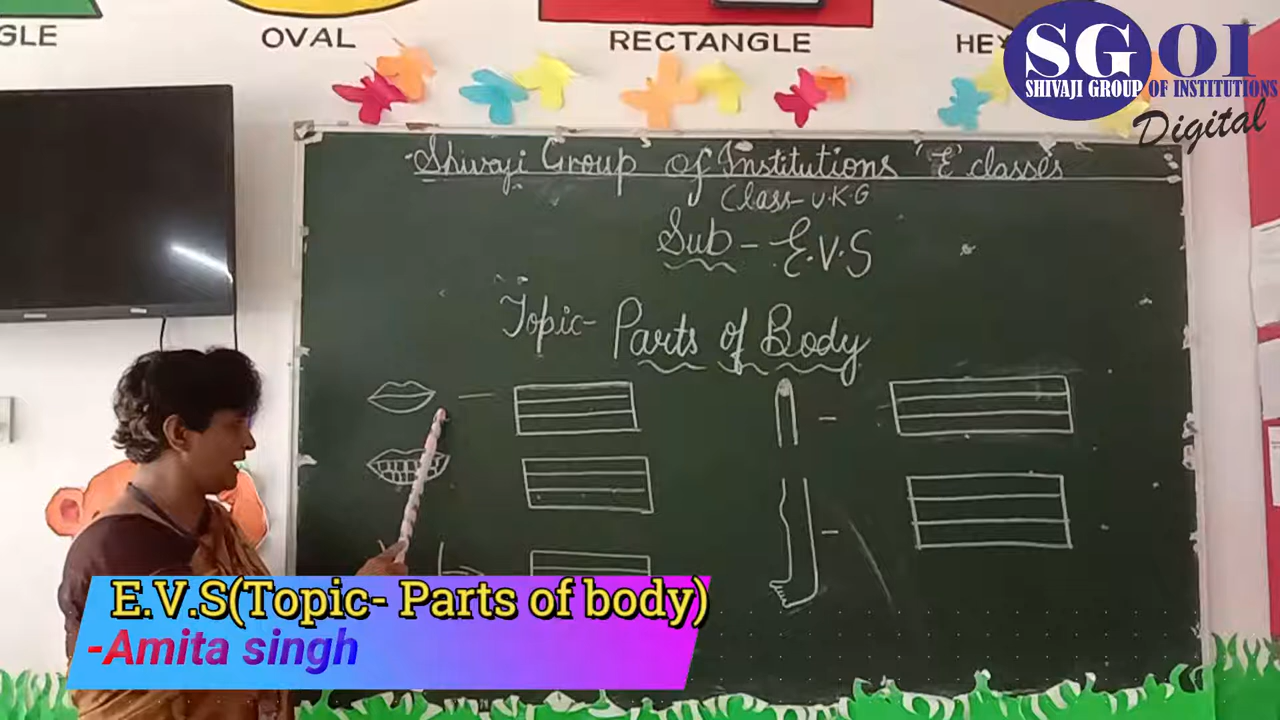 GLE OVAL RECTANGLE HE
SGOI
SHIVAJI GROUP OF INSTITUTIONS
Digital
Shivaji Group of Institutions 'E' classes
Class-U.K.G
Sub - E.V.S
Topic- Parts of Body
E.V.S(Topic- Parts of body)
-Amita singh